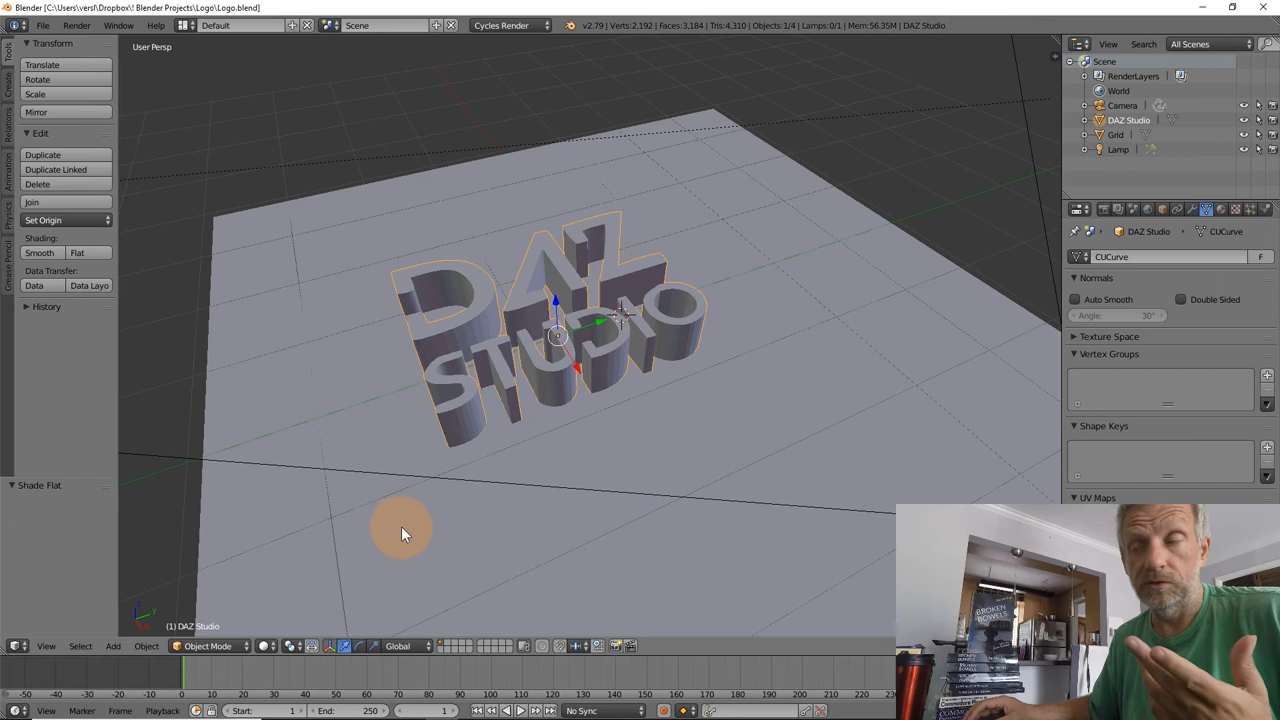 Blender [C:\Users\versl\Dropbox\! Blender Projects\Logo\Logo.blend]
File Render Window Help Default Scene Cycles Render v2.79 | Verts:2,192 | Faces:3,184 | Tris:4,310 | Objects:1/4 | Lamps:0/1 | Mem:56.35M | DAZ Studio
View Search All Scenes
Tools
Create
Relations
Animation
Physics
Grease Pencil
Transform
Translate
Rotate
Scale
Mirror
Edit
Duplicate
Duplicate Linked
Delete
Join
Set Origin
Shading:
Smooth Flat
Data Transfer:
Data Data Layo
History
Shade Flat
User Persp
DAZ
STUDIO
(1) DAZ Studio
Scene
RenderLayers
World
Camera
DAZ Studio
Grid
Lamp
DAZ Studio CUCurve
CUCurve F
Normals
Auto Smooth Double Sided
Angle: 30°
Texture Space
Vertex Groups
Shape Keys
UV Maps
BROKEN
BOWELS
View Select Add Object Object Mode Global
-50 -40 -30 -20 -10 0 10 20 30 40 50 60 70 80 90 100 110 120 130 140 150 160 170 180
View Marker Frame Playback Start: 1 End: 250 1 No Sync